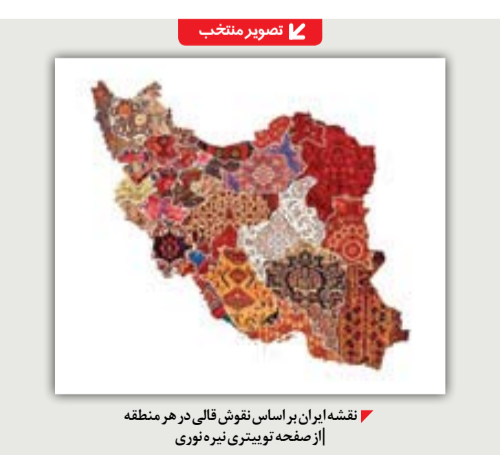 تصویر منتخب
نقشه ایران بر اساس نقوش قالی در هر منطقه
|از صفحه توییتری نیره نوری